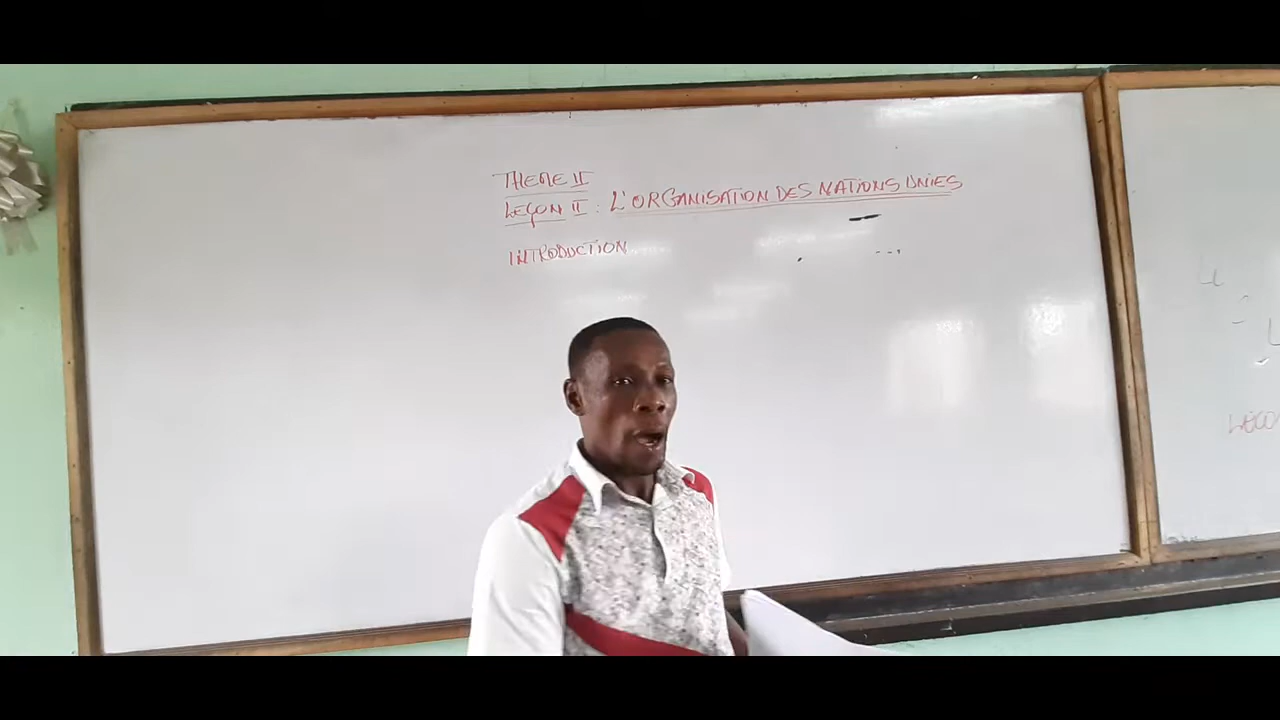 THEME II
LEÇON II : L'ORGANISATION DES NATIONS UNIES
INTRODUCTION